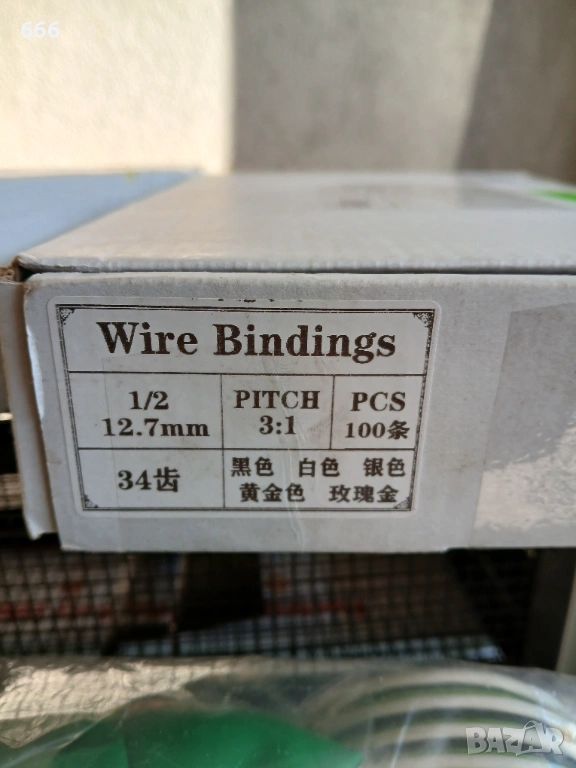 666
Wire Bindings
1/2
12.7mm
PITCH
3:1
PCS
100条
34齿
黑色 白色 银色
黄金色 玫瑰金
BAZAR